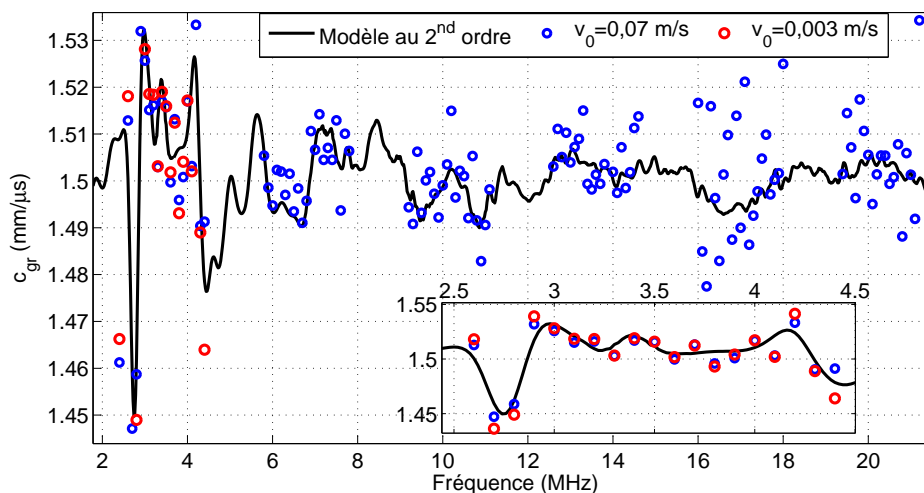 Modèle au 2nd ordre
v0=0,07 m/s
v0=0,003 m/s
1.53
1.52
1.51
1.5
1.49
1.48
1.47
1.46
1.45
cgr (mm/µs)
2 4 6 8 10 12 14 16 18 20
Fréquence (MHz)
2.5 3 3.5 4 4.5
1.55
1.5
1.45